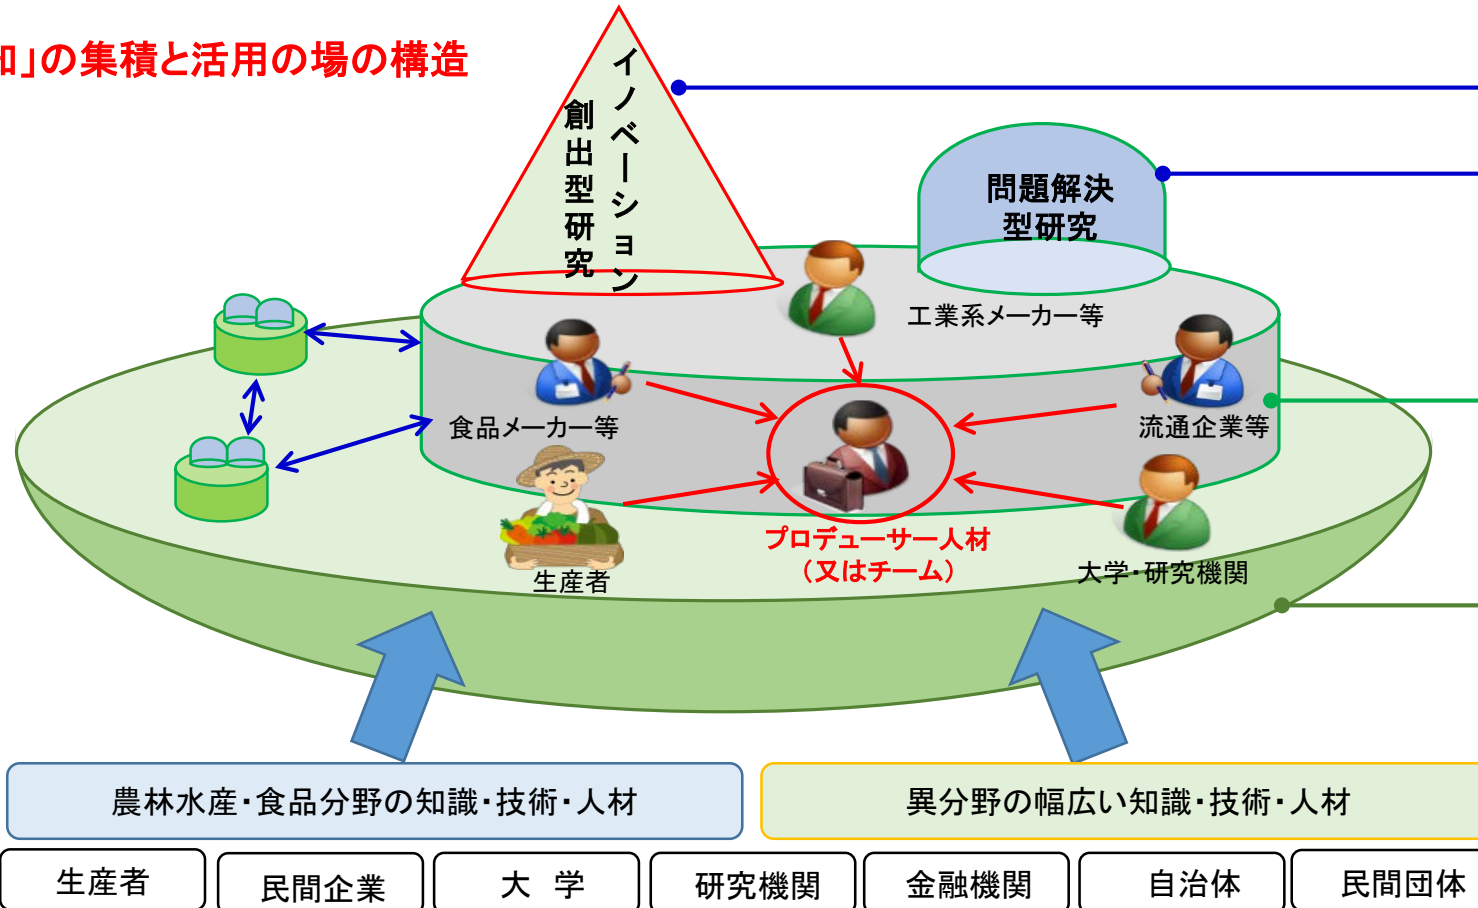 」の集積と活用の場の構造
イノベーション
創出型研究
問題解決
型研究
工業系メーカー等
食品メーカー等
流通企業等
生産者
プロデューサー人材
（又はチーム）
大学・研究機関
農林水産・食品分野の知識・技術・人材
異分野の幅広い知識・技術・人材
生産者
民間企業
大　学
研究機関
金融機関
自治体
民間団体